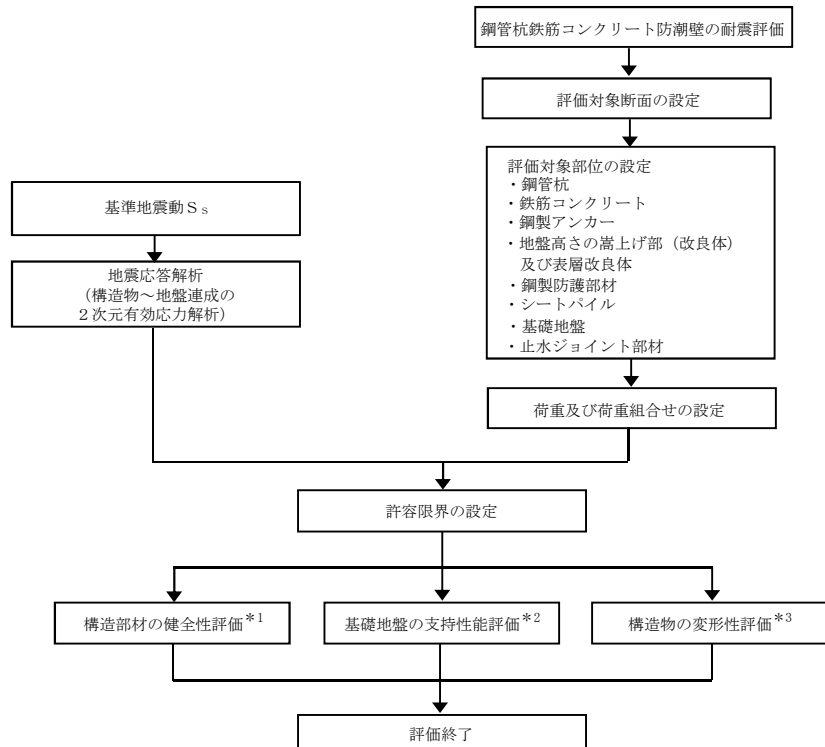 鋼管杭鉄筋コンクリート防潮壁の耐震評価
評価対象断面の設定
評価対象部位の設定
・鋼管杭
・鉄筋コンクリート
・鋼製アンカー
・地盤高さの嵩上げ部（改良体）
及び表層改良体
・鋼製防護部材
・シートパイル
・基礎地盤
・止水ジョイント部材
基準地震動Ｓｓ
地震応答解析
（構造物～地盤連成の
２次元有効応力解析）
荷重及び荷重組合せの設定
許容限界の設定
構造部材の健全性評価*1
基礎地盤の支持性能評価*2
構造物の変形性評価*3
評価終了